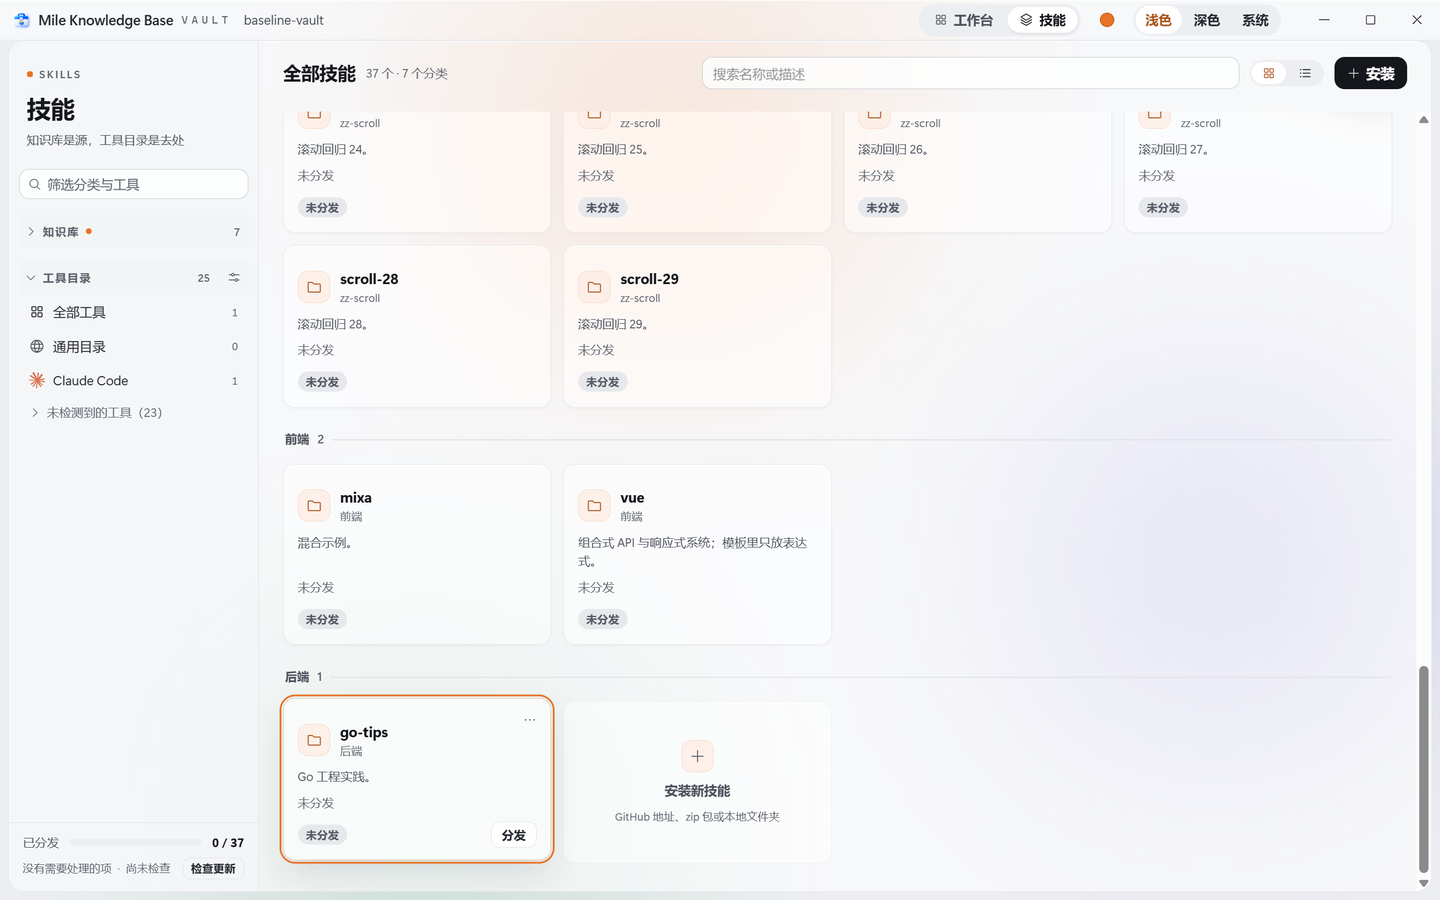 Mile Knowledge Base VAULT baseline-vault
工作台 技能 浅色 深色 系统
SKILLS
技能
知识库是源，工具目录是去处
筛选分类与工具
知识库 7
工具目录 25
全部工具 1
通用目录 0
Claude Code 1
未检测到的工具（23）
已分发 0 / 37
没有需要处理的项 · 尚未检查 检查更新
全部技能 37 个 · 7 个分类
搜索名称或描述
安装
zz-scroll zz-scroll zz-scroll zz-scroll
滚动回归 24。 滚动回归 25。 滚动回归 26。 滚动回归 27。
未分发 未分发 未分发 未分发
未分发 未分发 未分发 未分发
scroll-28 scroll-29
zz-scroll zz-scroll
滚动回归 28。 滚动回归 29。
未分发 未分发
未分发 未分发
前端 2
mixa vue
前端 前端
混合示例。 组合式 API 与响应式系统；模板里只放表达
式。
未分发 未分发
未分发 未分发
后端 1
go-tips
后端
Go 工程实践。
未分发
未分发 分发
安装新技能
GitHub 地址、zip 包或本地文件夹